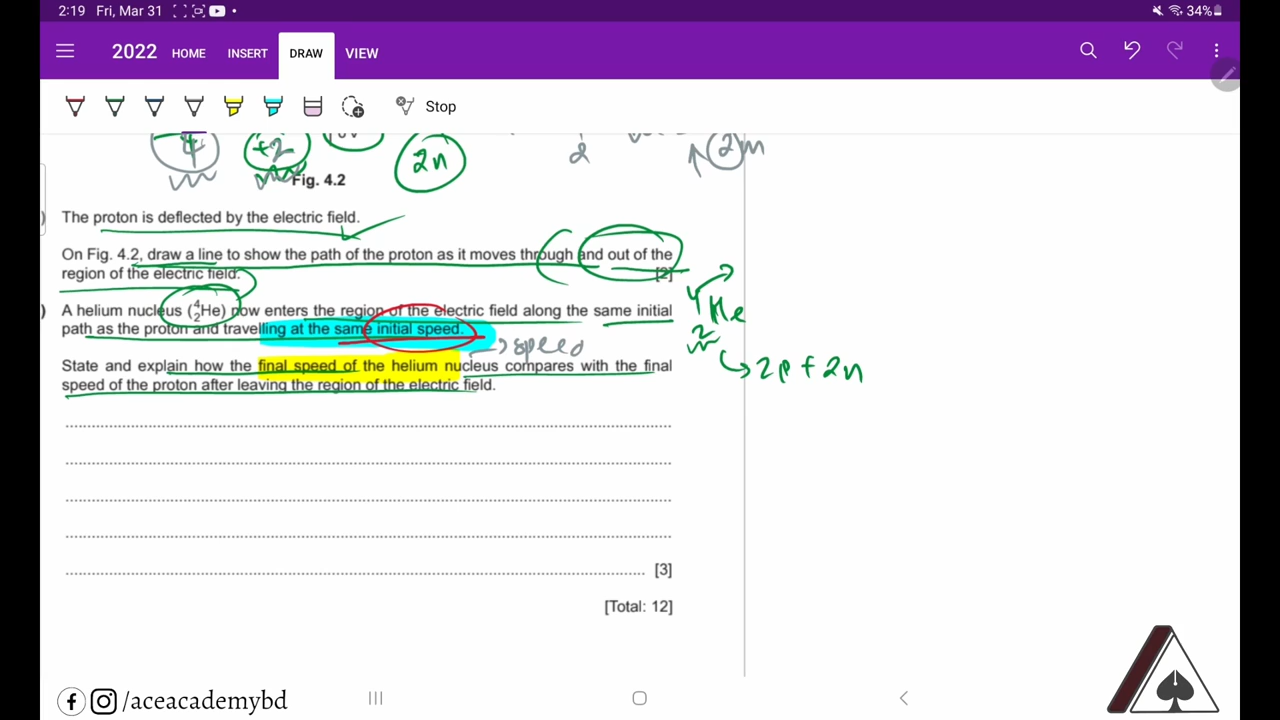 2:19 Fri, Mar 31 34%
2022 HOME INSERT DRAW VIEW
Stop
+2
2n
2 m
Fig. 4.2
) The proton is deflected by the electric field.
On Fig. 4.2, draw a line to show the path of the proton as it moves through and out of the
region of the electric field. [2]
) A helium nucleus (⁴₂He) now enters the region of the electric field along the same initial
path as the proton and travelling at the same initial speed.
⁴₂He
→ speed
State and explain how the final speed of the helium nucleus compares with the final
speed of the proton after leaving the region of the electric field.
→ 2p + 2n
[3]
[Total: 12]
/aceacademybd